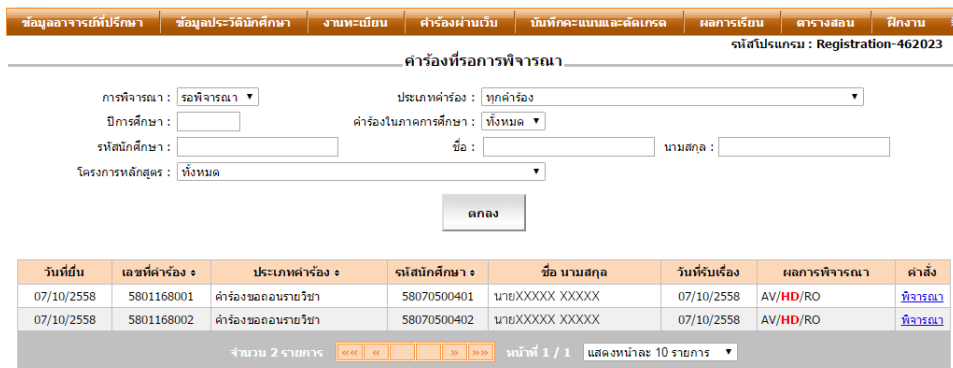 ข้อมูลอาจารย์ที่ปรึกษา ข้อมูลประวัตินักศึกษา งานทะเบียน คำร้องผ่านเว็บ บันทึกคะแนนและตัดเกรด ผลการเรียน ตารางสอน ฝึกงาน
รหัสโปรแกรม : Registration-462023
คำร้องที่รอการพิจารณา
การพิจารณา : รอพิจารณา ประเภทคำร้อง : ทุกคำร้อง
ปีการศึกษา : คำร้องในภาคการศึกษา : ทั้งหมด
รหัสนักศึกษา : ชื่อ : นามสกุล :
โครงการหลักสูตร : ทั้งหมด
ตกลง
วันที่ยื่น เลขที่คำร้อง ประเภทคำร้อง รหัสนักศึกษา ชื่อ นามสกุล วันที่รับเรื่อง ผลการพิจารณา คำสั่ง
07/10/2558 5801168001 คำร้องขอถอนรายวิชา 58070500401 นายXXXXX XXXXX 07/10/2558 AV/HD/RO พิจารณา
07/10/2558 5801168002 คำร้องขอถอนรายวิชา 58070500402 นายXXXXX XXXXX 07/10/2558 AV/HD/RO พิจารณา
จำนวน 2 รายการ «« « » »» หน้าที่ 1 / 1 แสดงหน้าละ 10 รายการ